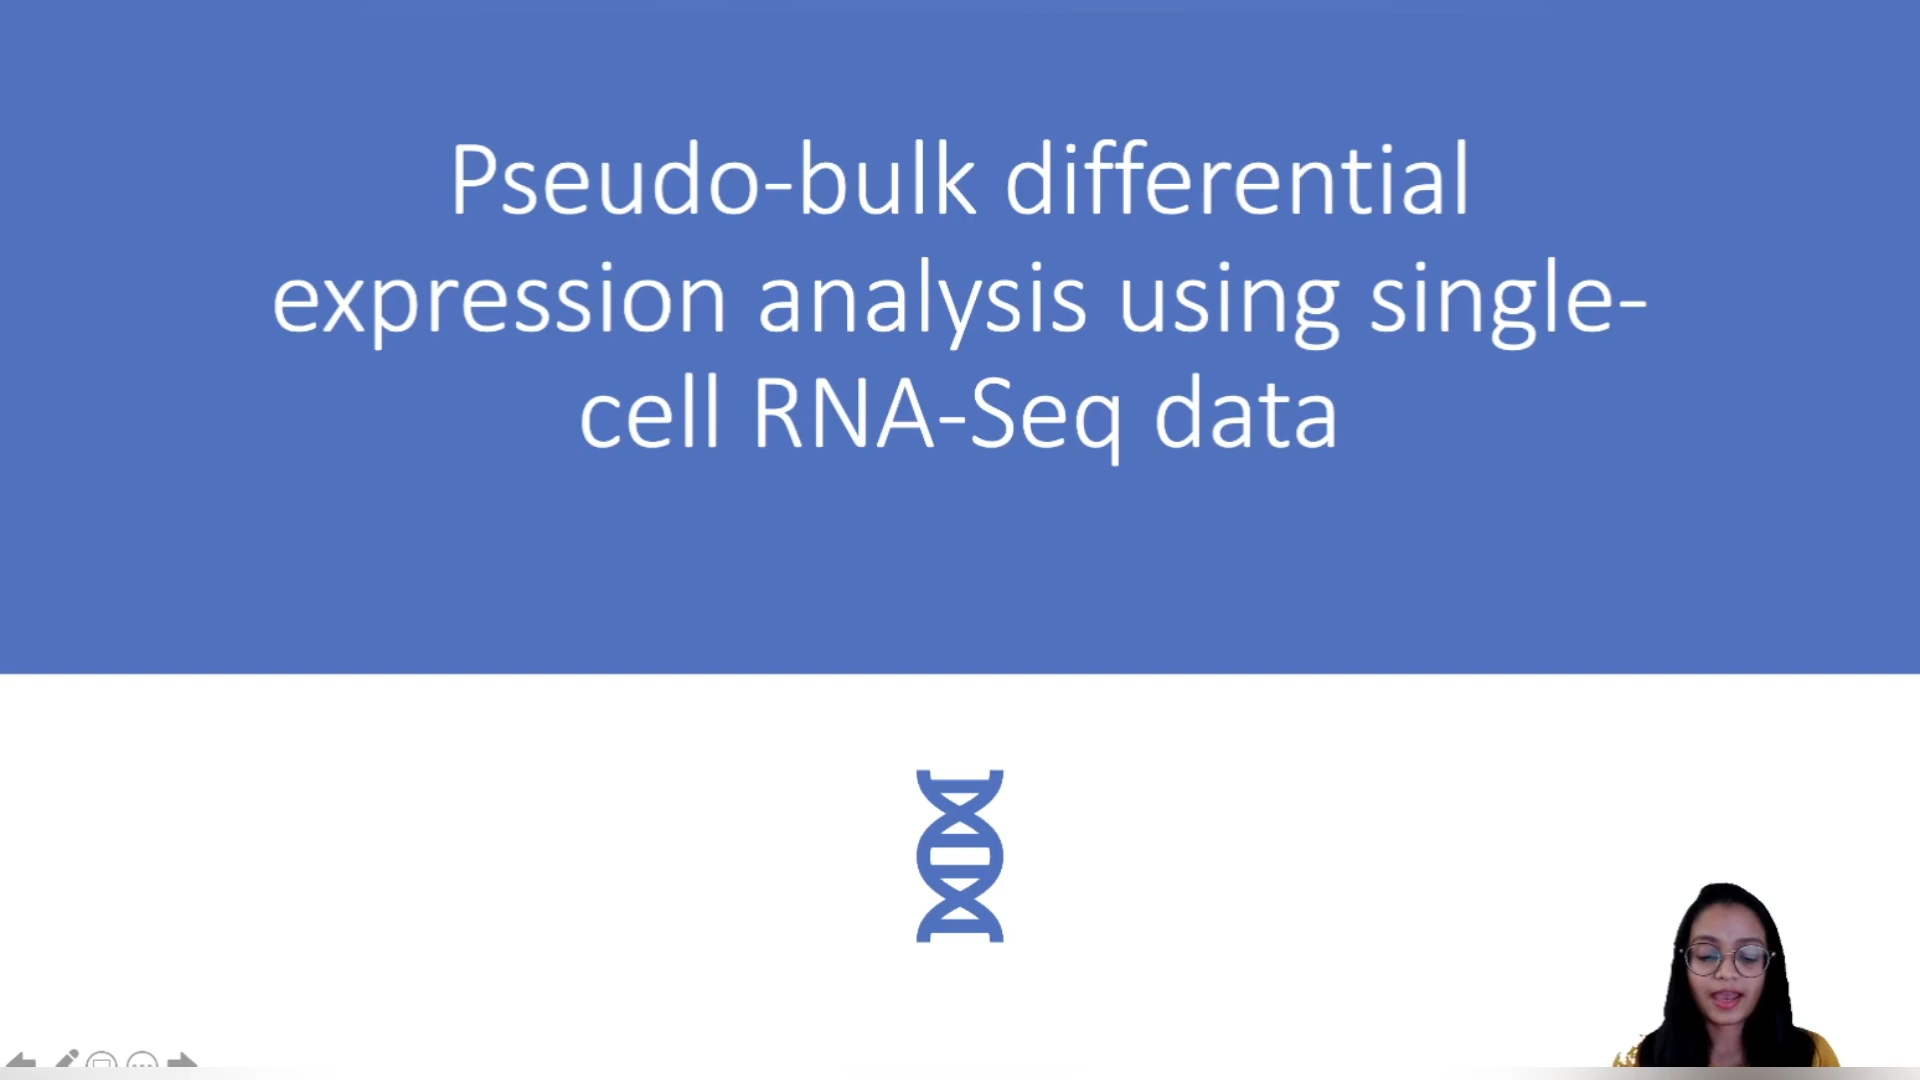 Pseudo-bulk differential
expression analysis using single-
cell RNA-Seq data